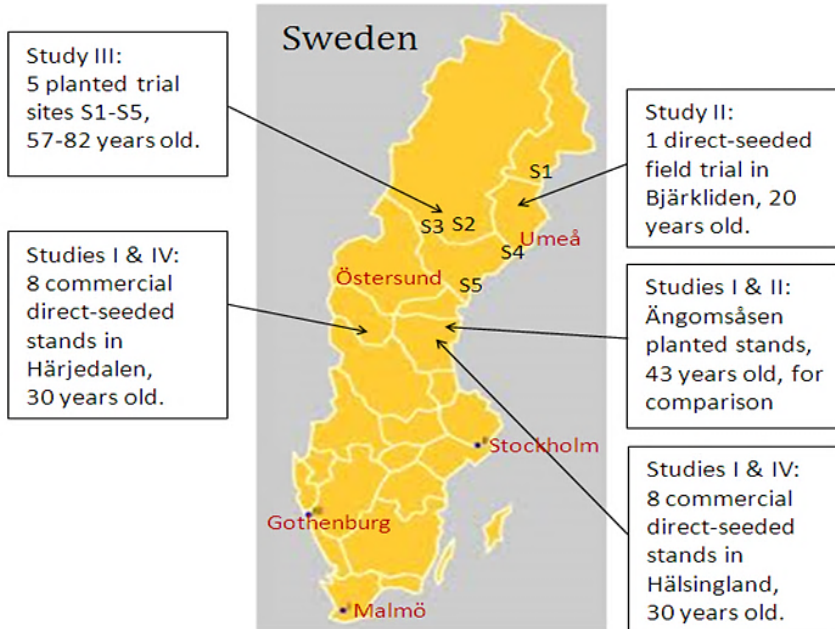 Sweden
Study III:
5 planted trial
sites S1-S5,
57-82 years old.
Studies I & IV:
8 commercial
direct-seeded
stands in
Härjedalen,
30 years old.
Study II:
1 direct-seeded
field trial in
Bjärkliden, 20
years old.
Studies I & II:
Ängomsåsen
planted stands,
43 years old, for
comparison
Studies I & IV:
8 commercial
direct-seeded
stands in
Hälsingland,
30 years old.
S1
S3 S2
Umeå
S4
Östersund
S5
Stockholm
Gothenburg
Malmö